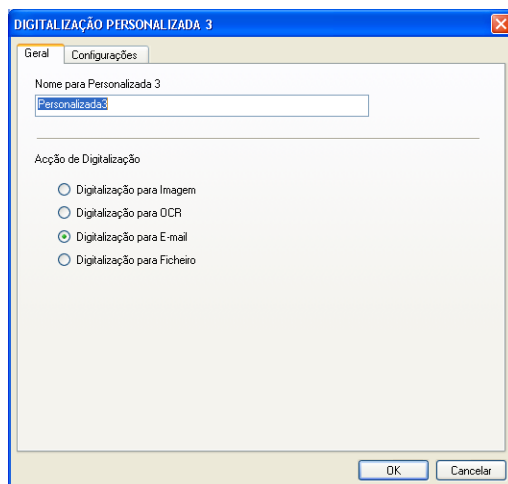 DIGITALIZAÇÃO PERSONALIZADA 3
Geral Configurações
Nome para Personalizada 3
Personalizada3
Acção de Digitalização
Digitalização para Imagem
Digitalização para OCR
Digitalização para E-mail
Digitalização para Ficheiro
OK Cancelar